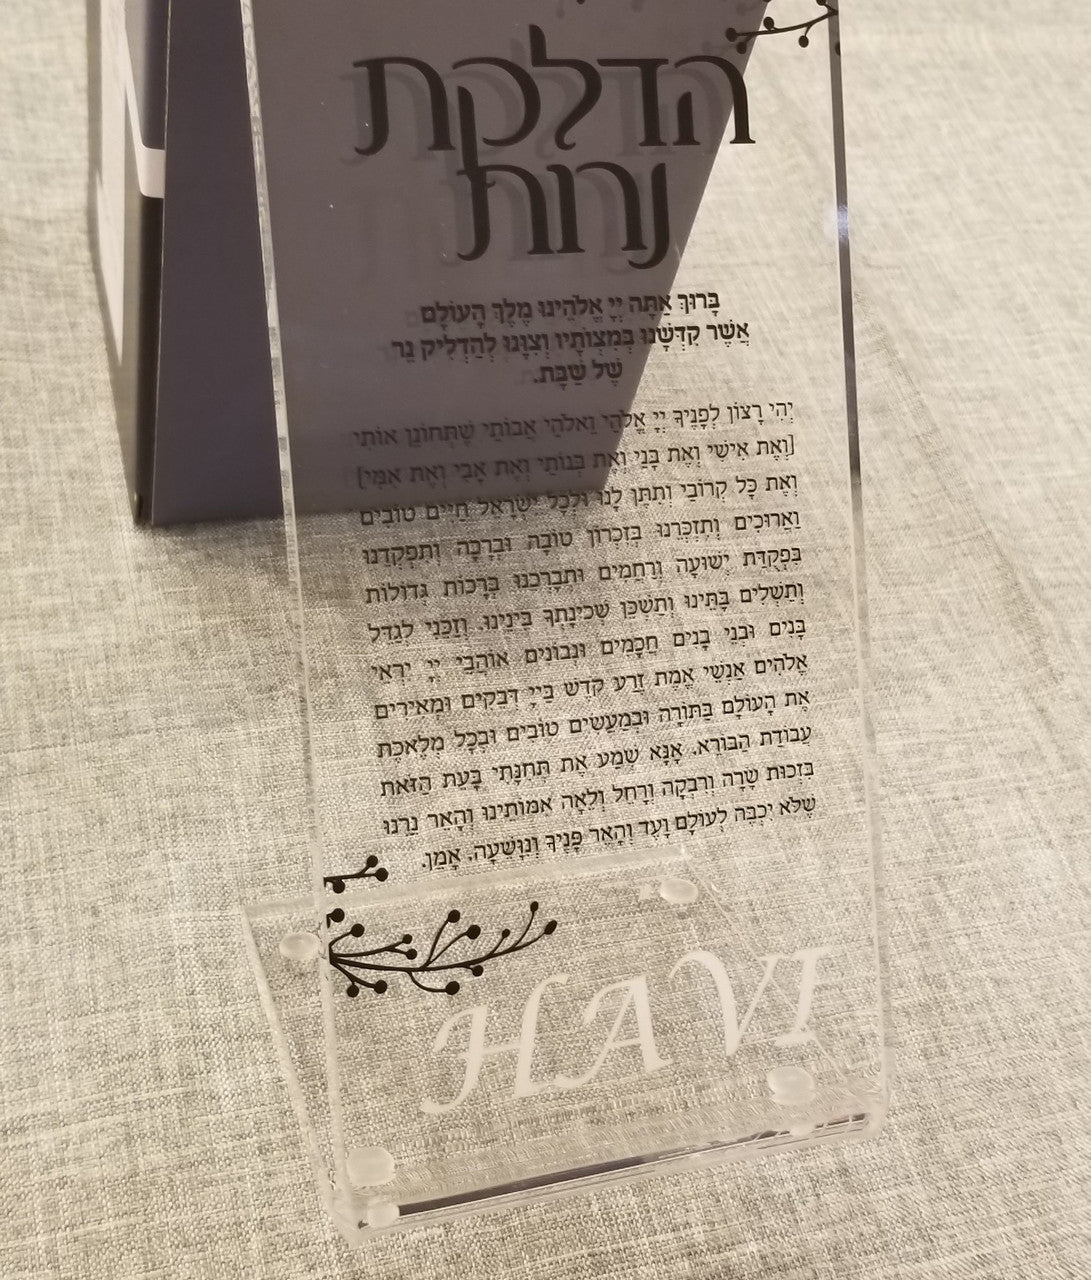 הדלקת
נרות
בָּרוּךְ אַתָּה יְיָ אֱלֹהֵינוּ מֶלֶךְ הָעוֹלָם
אֲשֶׁר קִדְּשָׁנוּ בְּמִצְוֹתָיו וְצִוָּנוּ לְהַדְלִיק נֵר
שֶׁל שַׁבָּת.
יְהִי רָצוֹן לְפָנֶיךָ יְיָ אֱלֹהַי וֵאלֹהֵי אֲבוֹתַי שֶׁתְּחוֹנֵן אוֹתִי
[וְאֶת אִישִׁי וְאֶת בָּנַי וְאֶת בְּנוֹתַי וְאֶת אָבִי וְאֶת אִמִּי]
וְאֶת כָּל קְרוֹבַי וְתִתֵּן לָנוּ וּלְכָל יִשְׂרָאֵל חַיִּים טוֹבִים
וַאֲרוּכִים וְתִזְכְּרֵנוּ בְּזִכְרוֹן טוֹבָה וּבְרָכָה וְתִפְקְדֵנוּ
בִּפְקֻדַּת יְשׁוּעָה וְרַחֲמִים וּתְבָרְכֵנוּ בְּרָכוֹת גְּדוֹלוֹת
וְתַשְׁלִים בָּתֵּינוּ וְתַשְׁכֵּן שְׁכִינָתְךָ בֵּינֵינוּ. וְזַכֵּנִי לְגַדֵּל
בָּנִים וּבְנֵי בָנִים חֲכָמִים וּנְבוֹנִים אוֹהֲבֵי יְיָ יִרְאֵי
אֱלֹהִים אַנְשֵׁי אֱמֶת זֶרַע קֹדֶשׁ בַּייָ דְּבֵקִים וּמְאִירִים
אֶת הָעוֹלָם בַּתּוֹרָה וּבְמַעֲשִׂים טוֹבִים וּבְכָל מְלֶאכֶת
עֲבוֹדַת הַבּוֹרֵא. אָנָּא שְׁמַע אֶת תְּחִנָּתִי בָּעֵת הַזֹּאת
בִּזְכוּת שָׂרָה וְרִבְקָה וְרָחֵל וְלֵאָה אִמּוֹתֵינוּ וְהָאֵר נֵרֵנוּ
שֶׁלֹּא יִכְבֶּה לְעוֹלָם וָעֶד וְהָאֵר פָּנֶיךָ וְנִוָּשֵׁעָה. אָמֵן.
HAVI